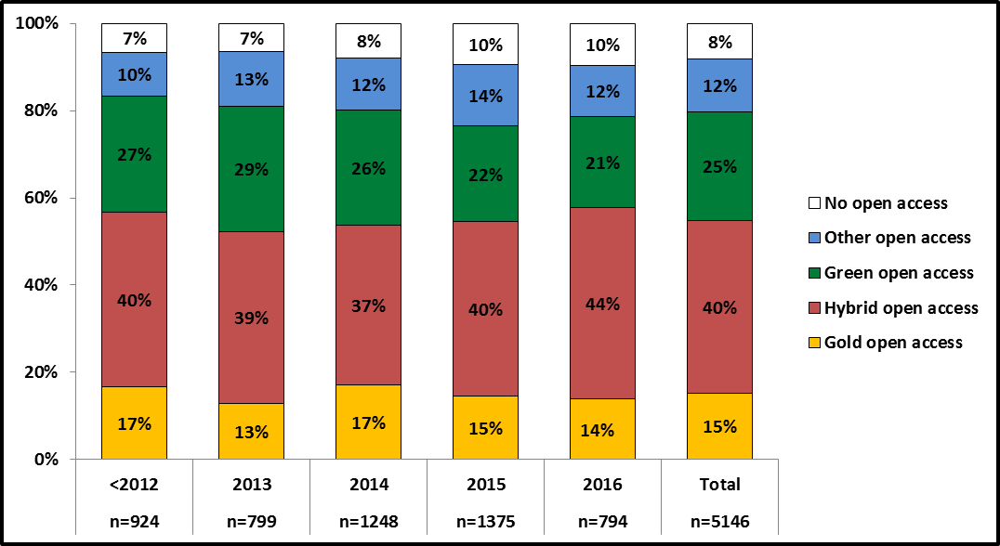 100%
80%
60%
40%
20%
0%
7% 7% 8% 10% 10% 8%
10% 13% 12% 14% 12% 12%
27% 29% 26% 22% 21% 25%
40% 39% 37% 40% 44% 40%
17% 13% 17% 15% 14% 15%
<2012 2013 2014 2015 2016 Total
n=924 n=799 n=1248 n=1375 n=794 n=5146
No open access
Other open access
Green open access
Hybrid open access
Gold open access